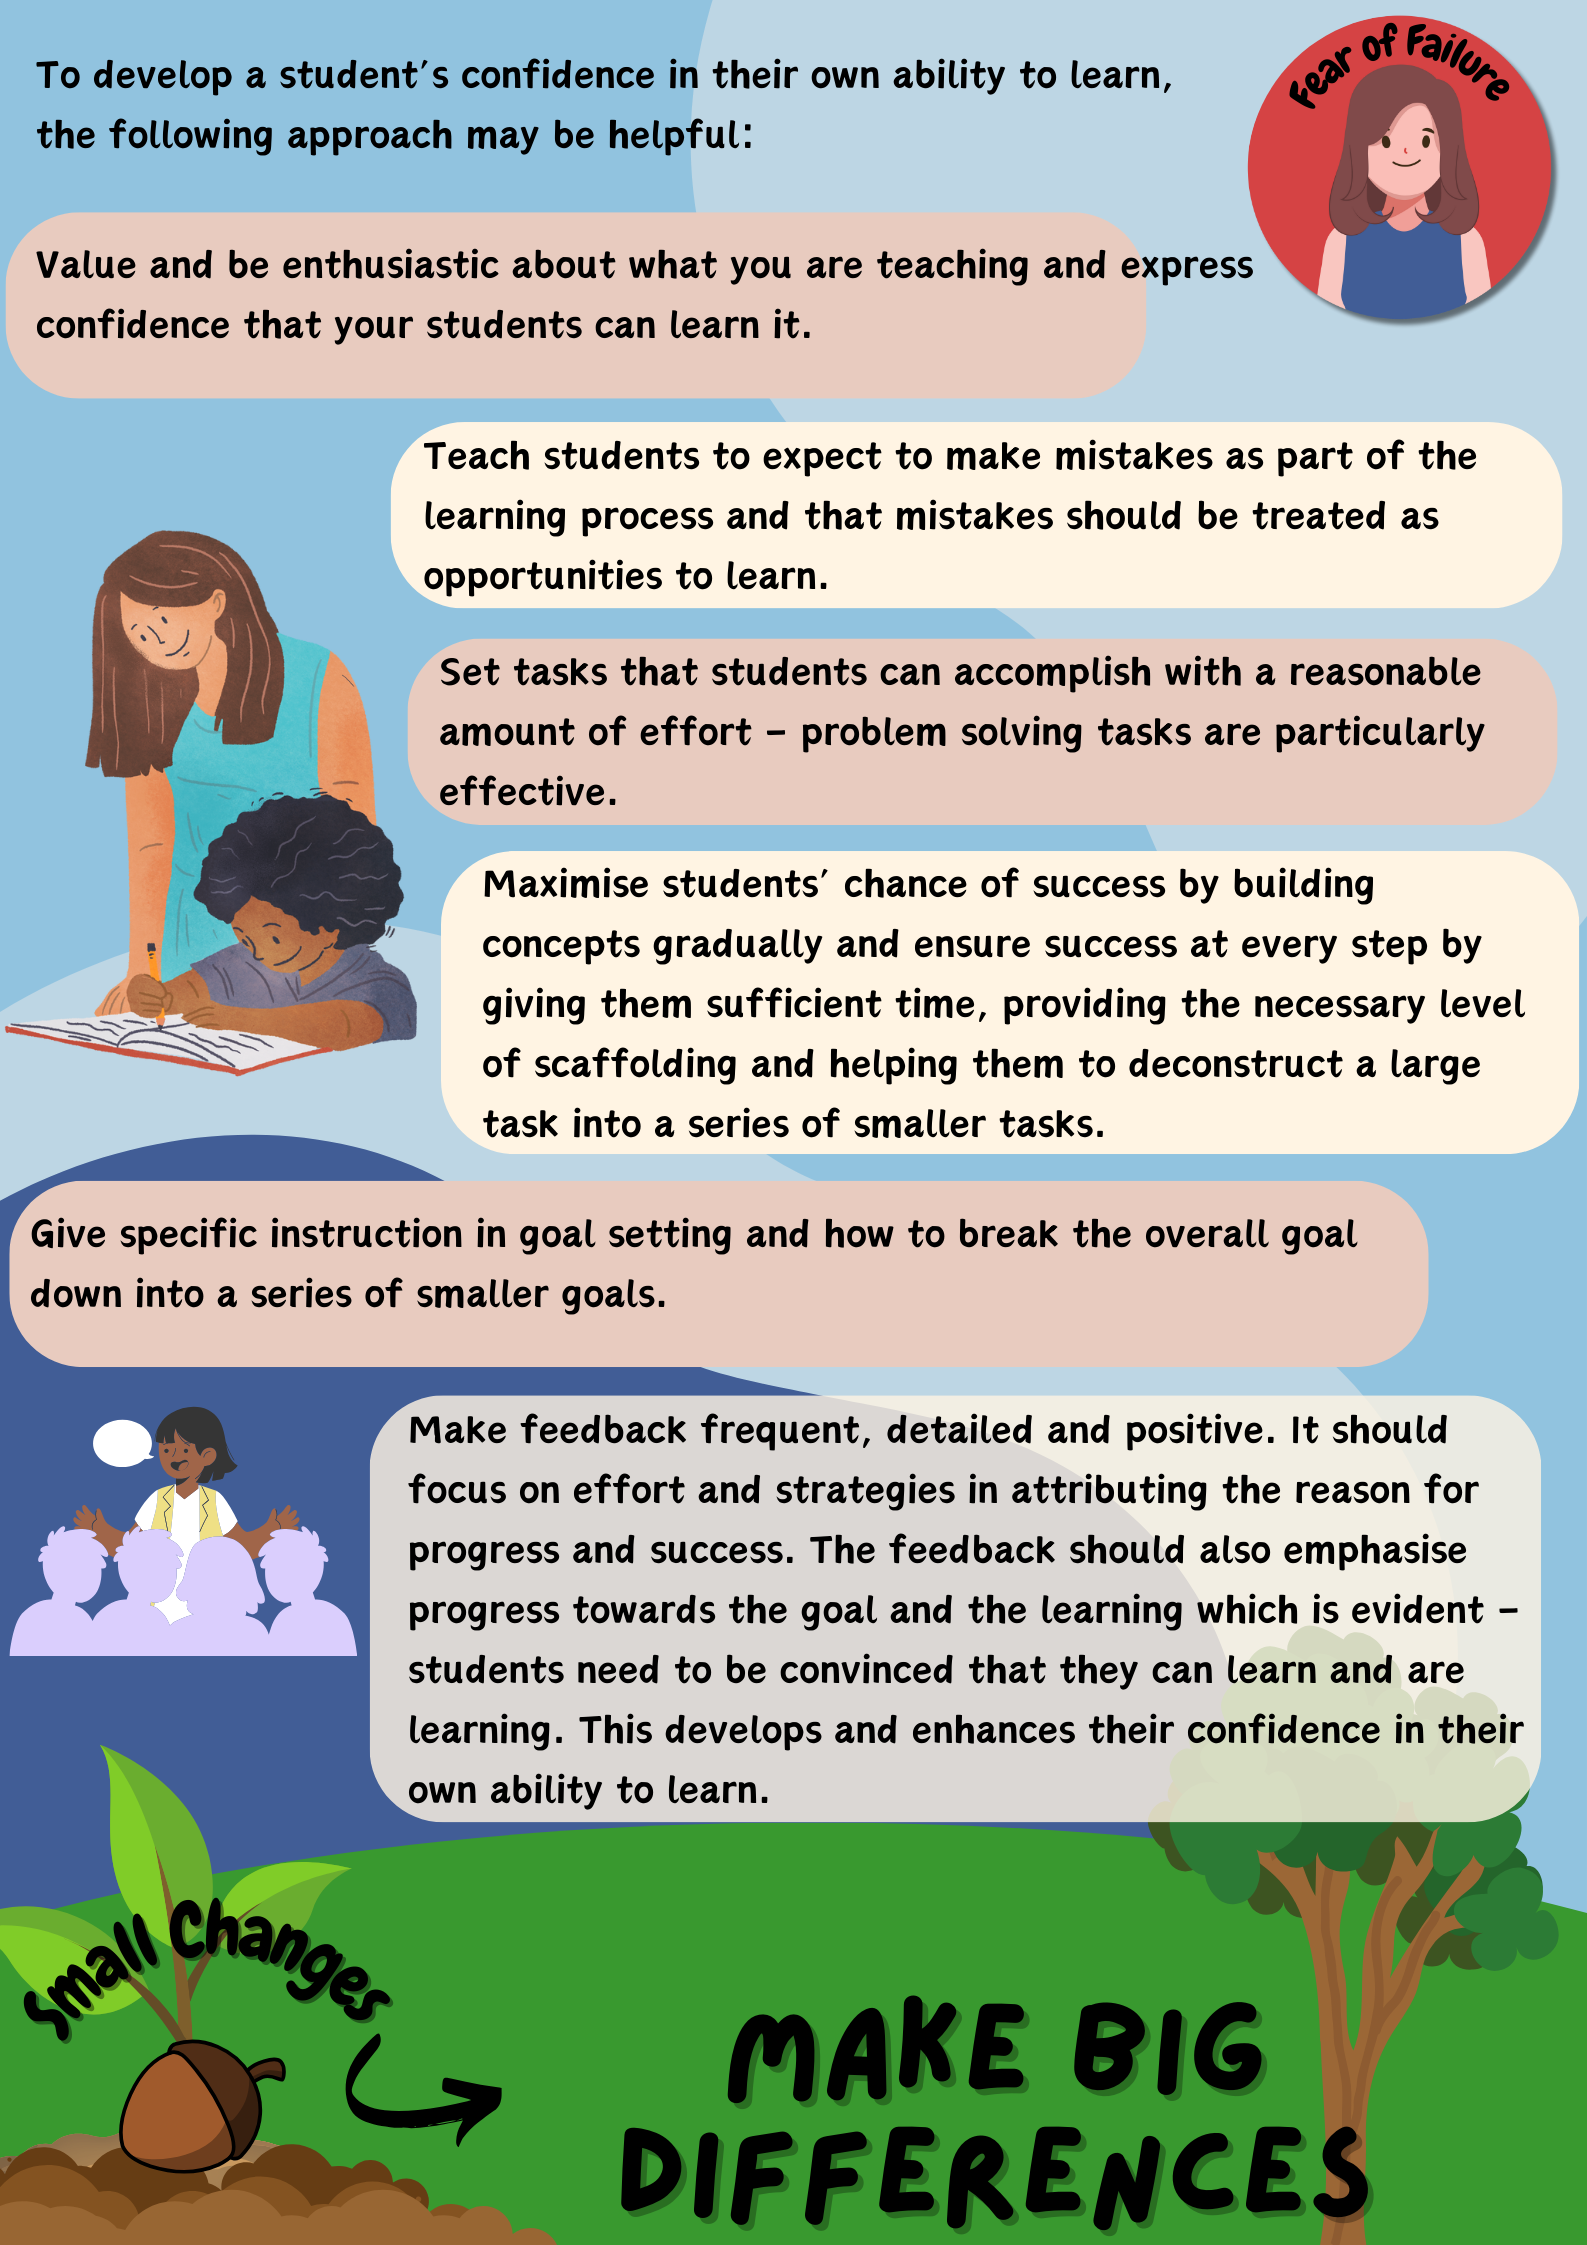 Fear of Failure
To develop a student's confidence in their own ability to learn,
the following approach may be helpful:
Value and be enthusiastic about what you are teaching and express
confidence that your students can learn it.
Teach students to expect to make mistakes as part of the
learning process and that mistakes should be treated as
opportunities to learn.
Set tasks that students can accomplish with a reasonable
amount of effort – problem solving tasks are particularly
effective.
Maximise students' chance of success by building
concepts gradually and ensure success at every step by
giving them sufficient time, providing the necessary level
of scaffolding and helping them to deconstruct a large
task into a series of smaller tasks.
Give specific instruction in goal setting and how to break the overall goal
down into a series of smaller goals.
Make feedback frequent, detailed and positive. It should
focus on effort and strategies in attributing the reason for
progress and success. The feedback should also emphasise
progress towards the goal and the learning which is evident –
students need to be convinced that they can learn and are
learning. This develops and enhances their confidence in their
own ability to learn.
Small Changes
MAKE BIG
DIFFERENCES